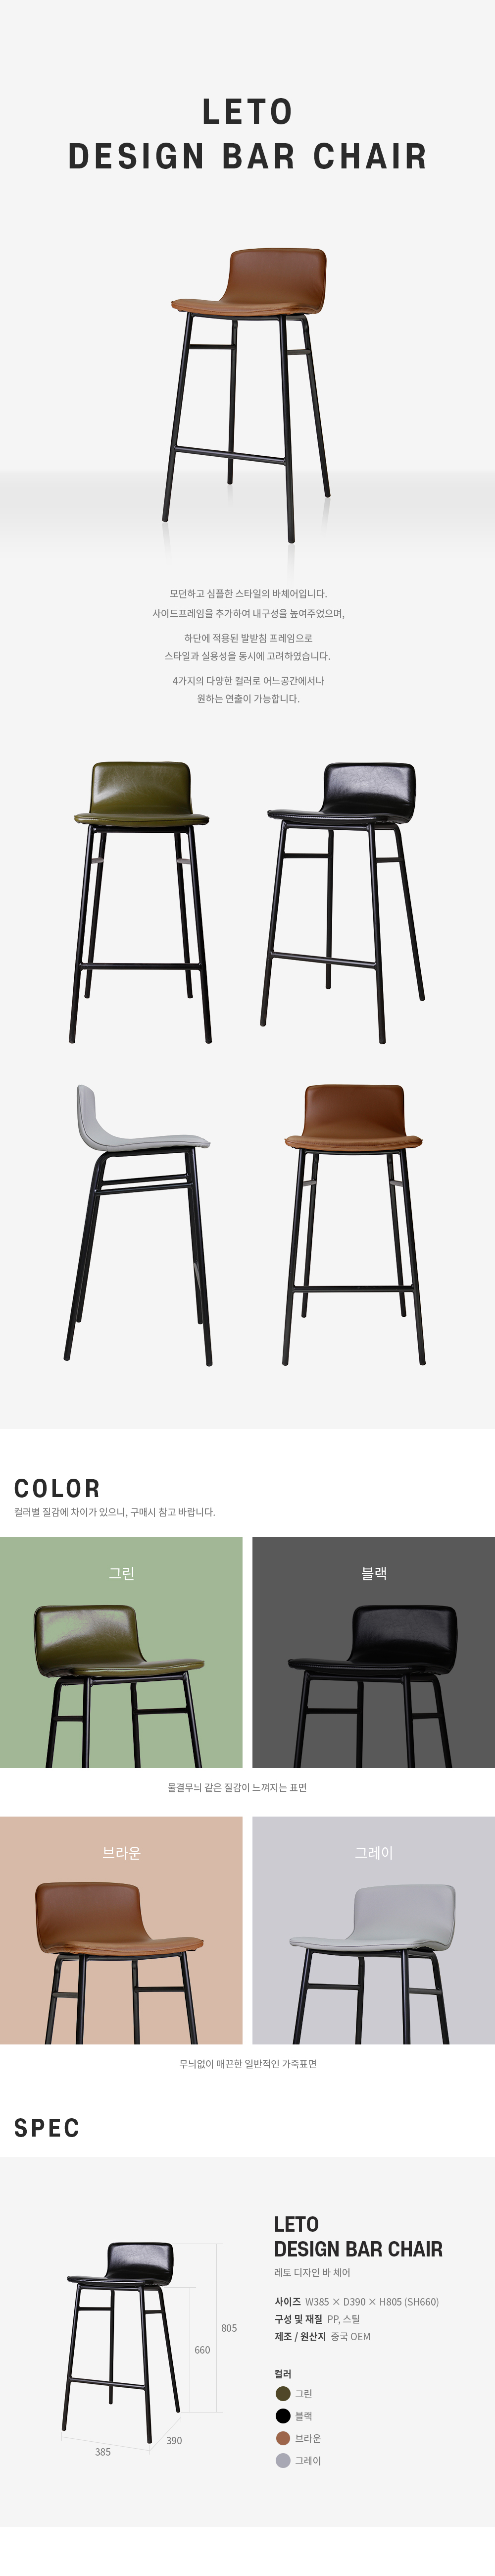 LETO
DESIGN BAR CHAIR
모던하고 심플한 스타일의 바체어입니다.
사이드프레임을 추가하여 내구성을 높여주었으며,
하단에 적용된 발받침 프레임으로
스타일과 실용성을 동시에 고려하였습니다.
4가지의 다양한 컬러로 어느공간에서나
원하는 연출이 가능합니다.
COLOR
컬러별 질감에 차이가 있으니, 구매시 참고 바랍니다.
그린
블랙
물결무늬 같은 질감이 느껴지는 표면
브라운
그레이
무늬없이 매끈한 일반적인 가죽표면
SPEC
LETO
DESIGN BAR CHAIR
레토 디자인 바 체어
사이즈 W385 × D390 × H805 (SH660)
구성 및 재질 PP, 스틸
제조 / 원산지 중국 OEM
컬러
그린
블랙
브라운
그레이
805
660
390
385